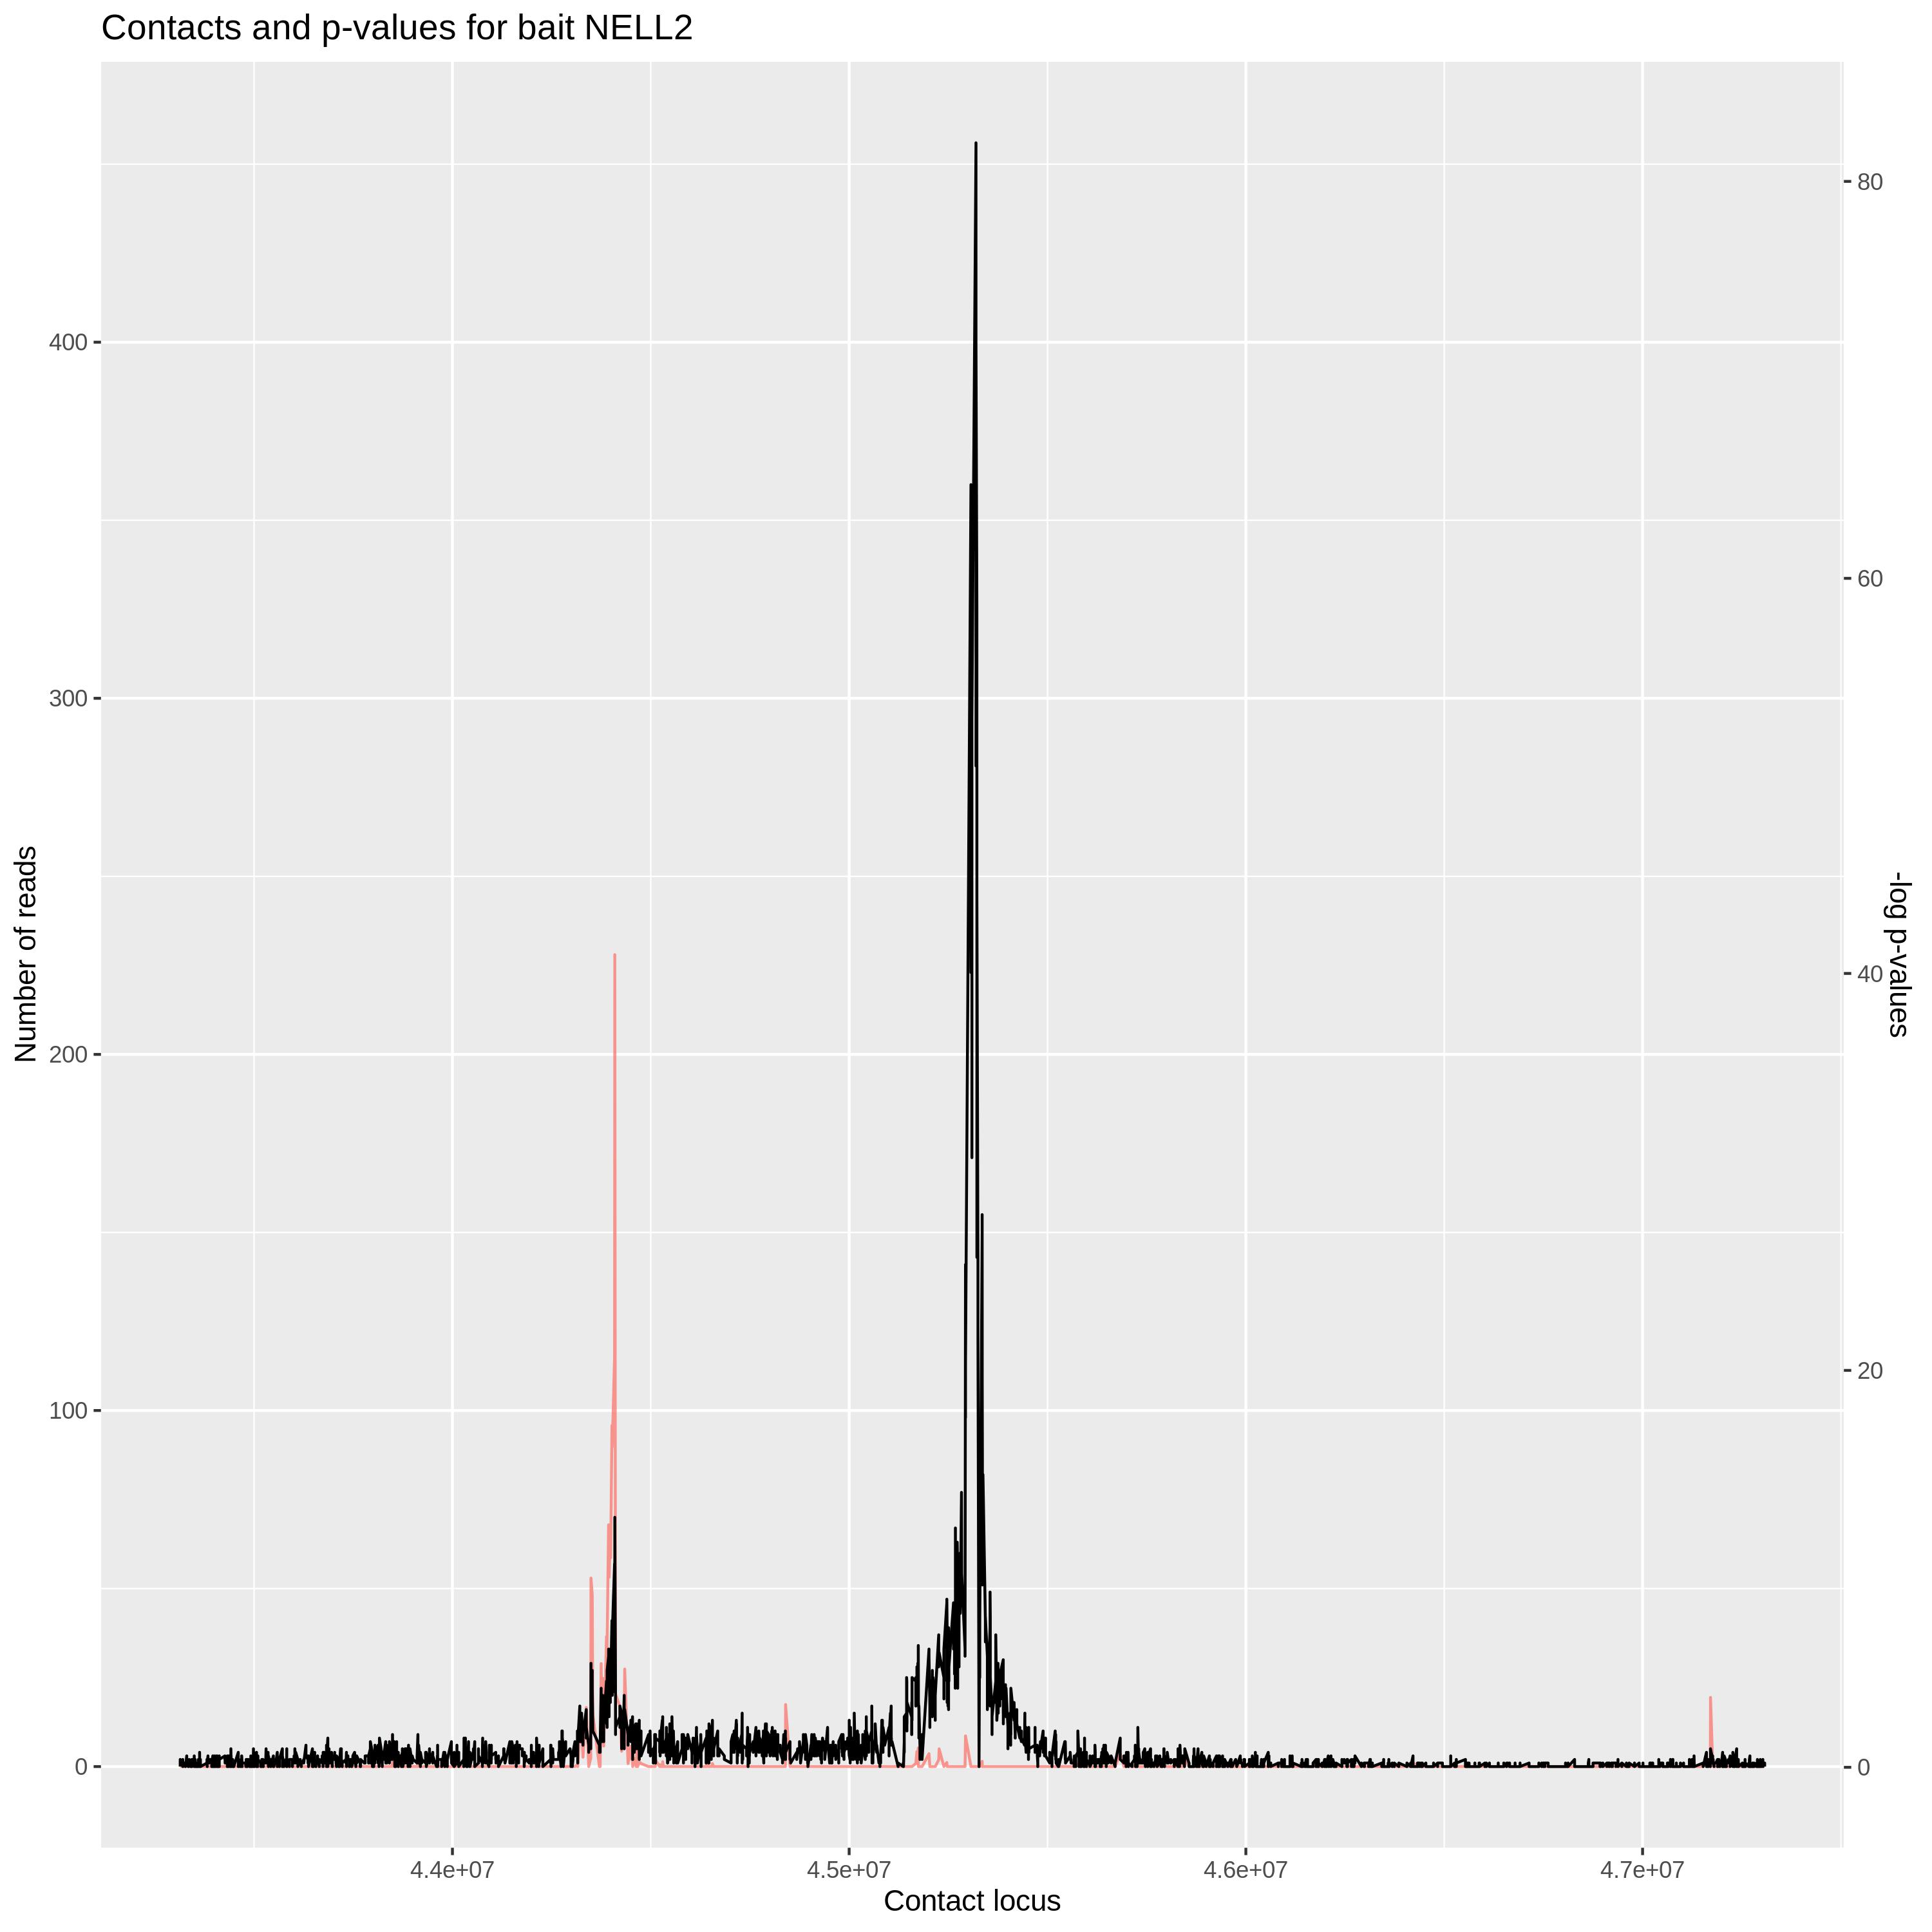 Contacts and p-values for bait NELL2
Number of reads
400
300
200
100
0
80
60
40
20
0
-log p-values
4.4e+07 4.5e+07 4.6e+07 4.7e+07
Contact locus